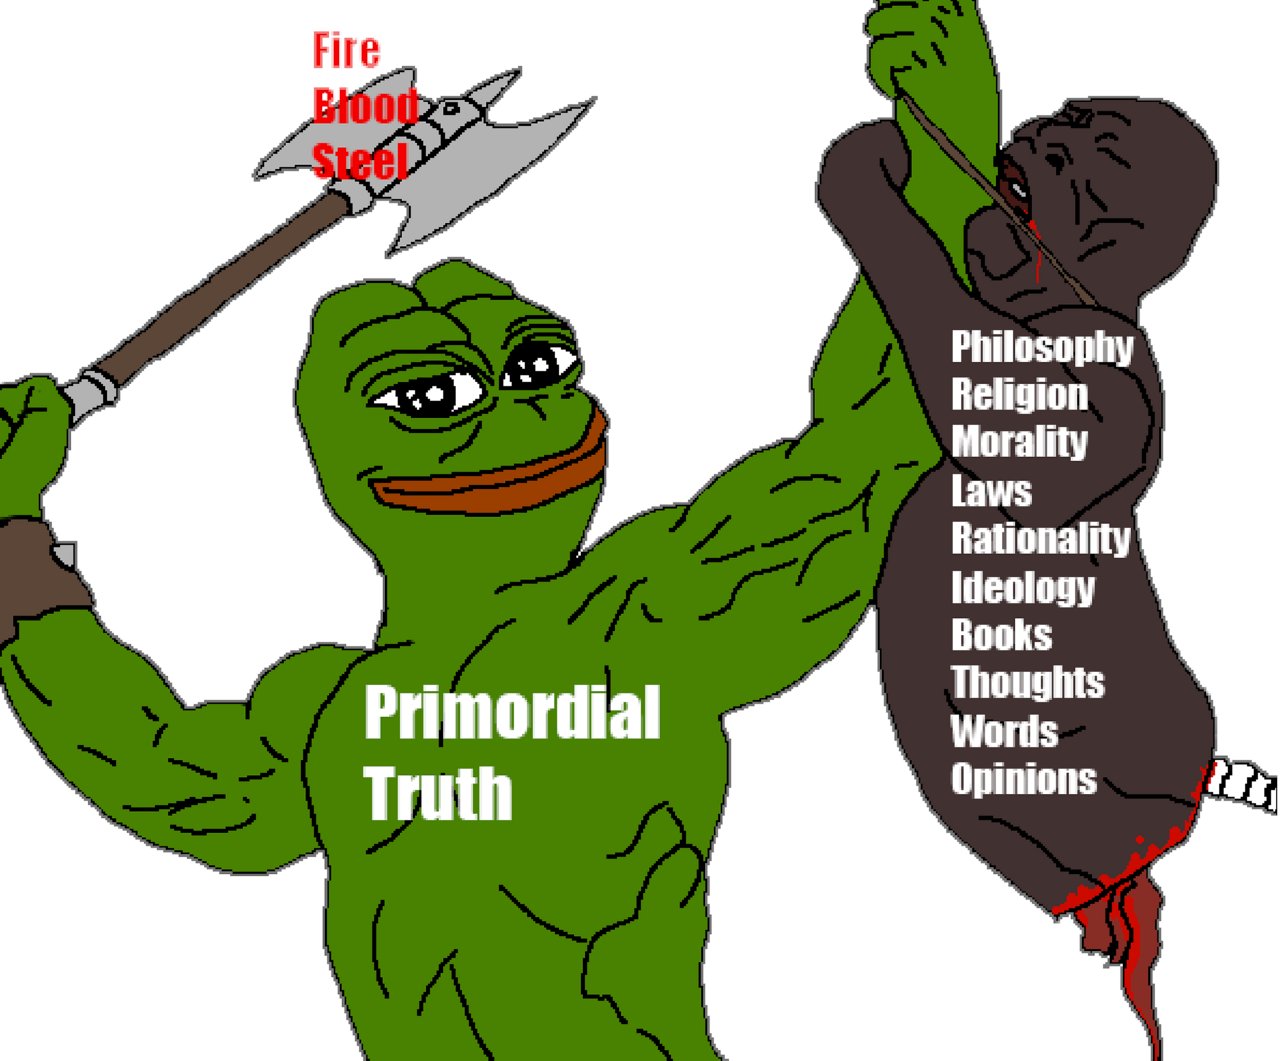 Fire
Blood
Steel
Primordial
Truth
Philosophy
Religion
Morality
Laws
Rationality
Ideology
Books
Thoughts
Words
Opinions